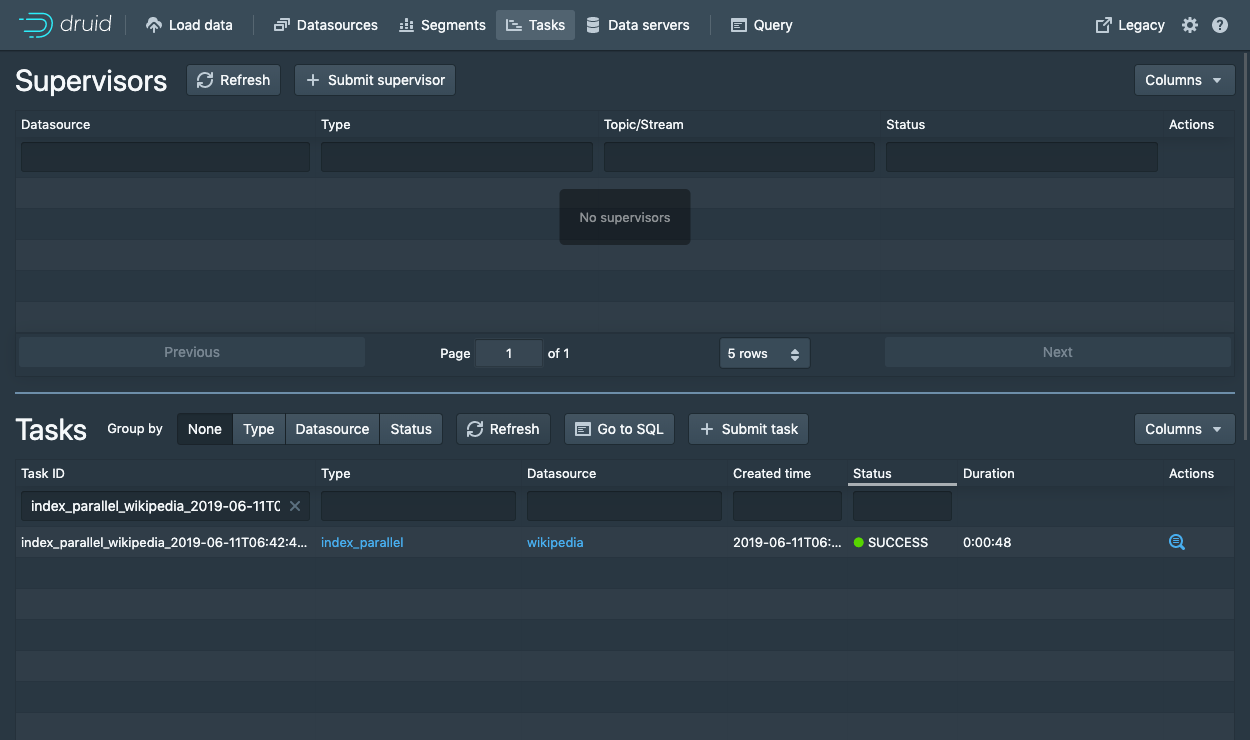 druid Load data Datasources Segments Tasks Data servers Query Legacy
Supervisors Refresh Submit supervisor Columns
Datasource Type Topic/Stream Status Actions
No supervisors
Previous Page 1 of 1 5 rows Next
Tasks Group by None Type Datasource Status Refresh Go to SQL Submit task Columns
Task ID Type Datasource Created time Status Duration Actions
index_parallel_wikipedia_2019-06-11T0
index_parallel_wikipedia_2019-06-11T06:42:4... index_parallel wikipedia 2019-06-11T06:... SUCCESS 0:00:48